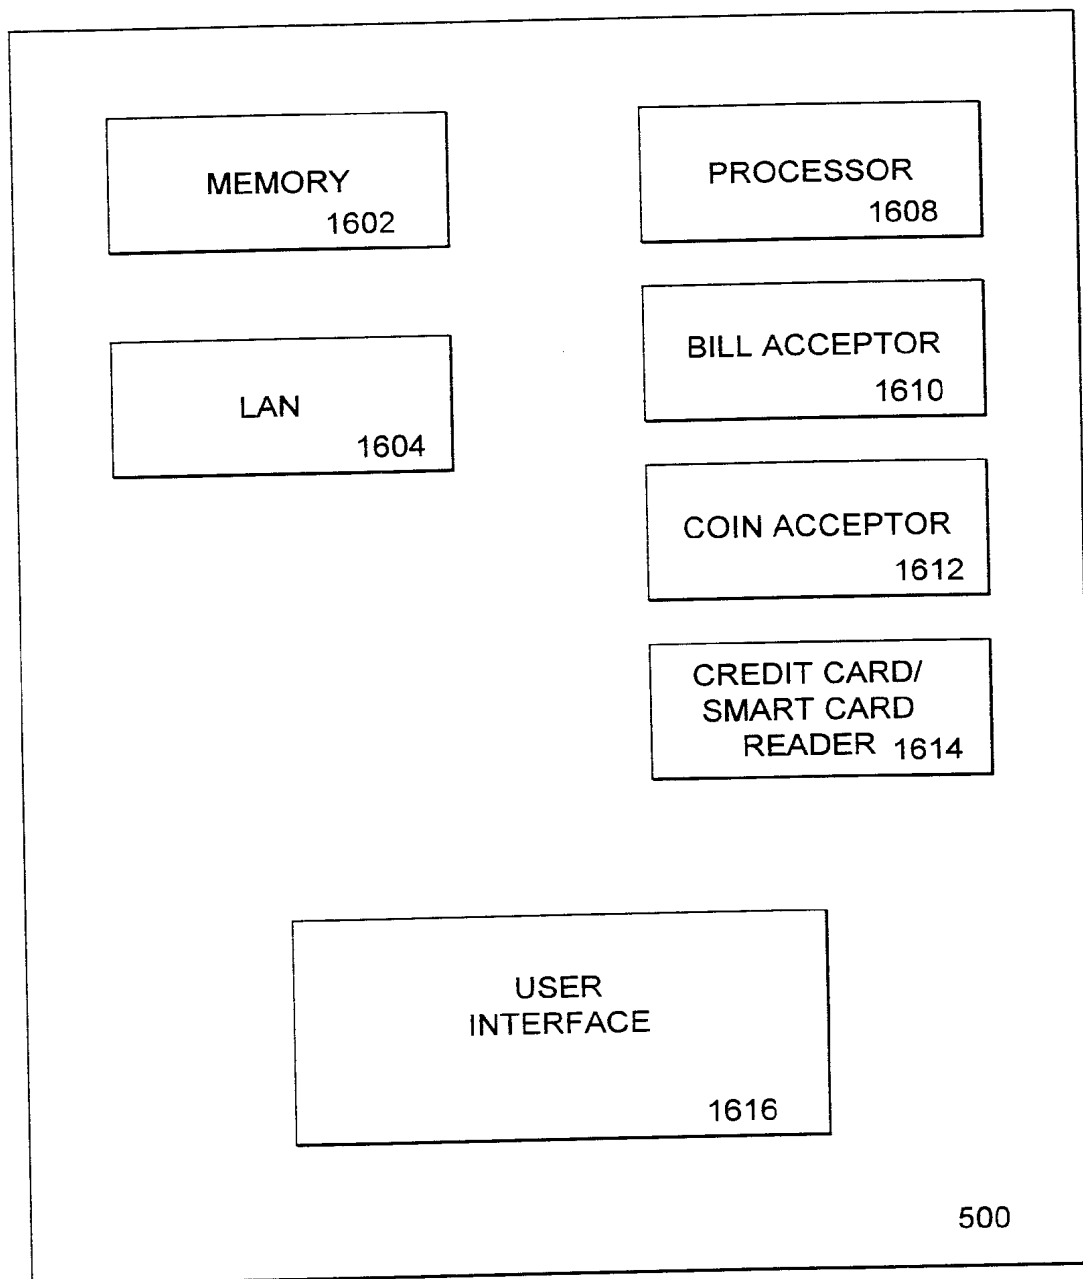 MEMORY
1602
PROCESSOR
1608
LAN
1604
BILL ACCEPTOR
1610
COIN ACCEPTOR
1612
CREDIT CARD/
SMART CARD
READER 1614
USER
INTERFACE
1616
500